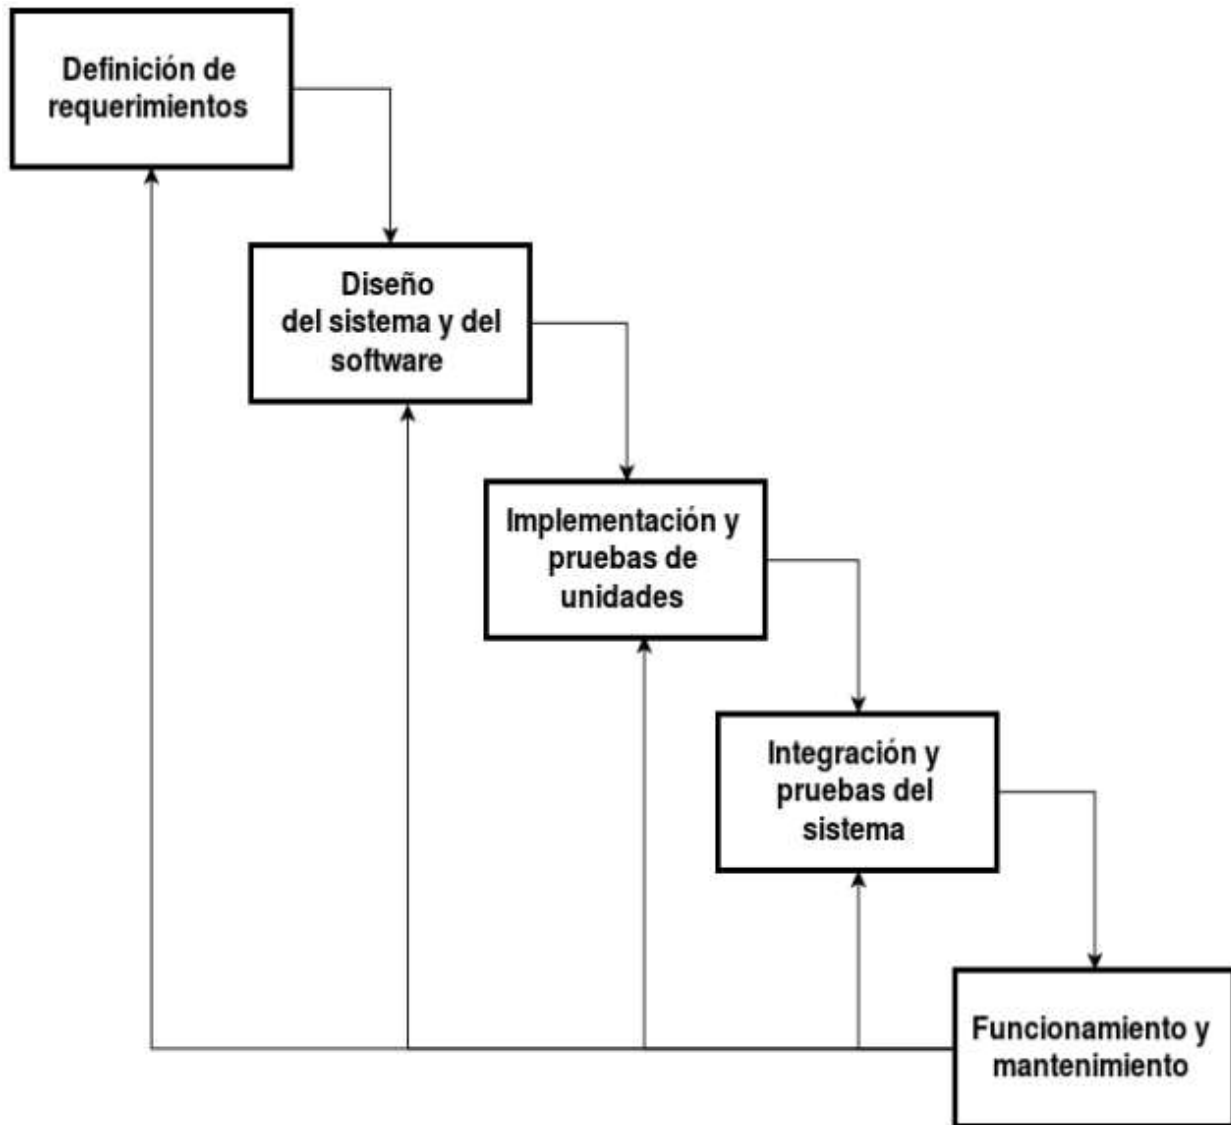 Definición de
requerimientos
Diseño
del sistema y del
software
Implementación y
pruebas de
unidades
Integración y
pruebas del
sistema
Funcionamiento y
mantenimiento